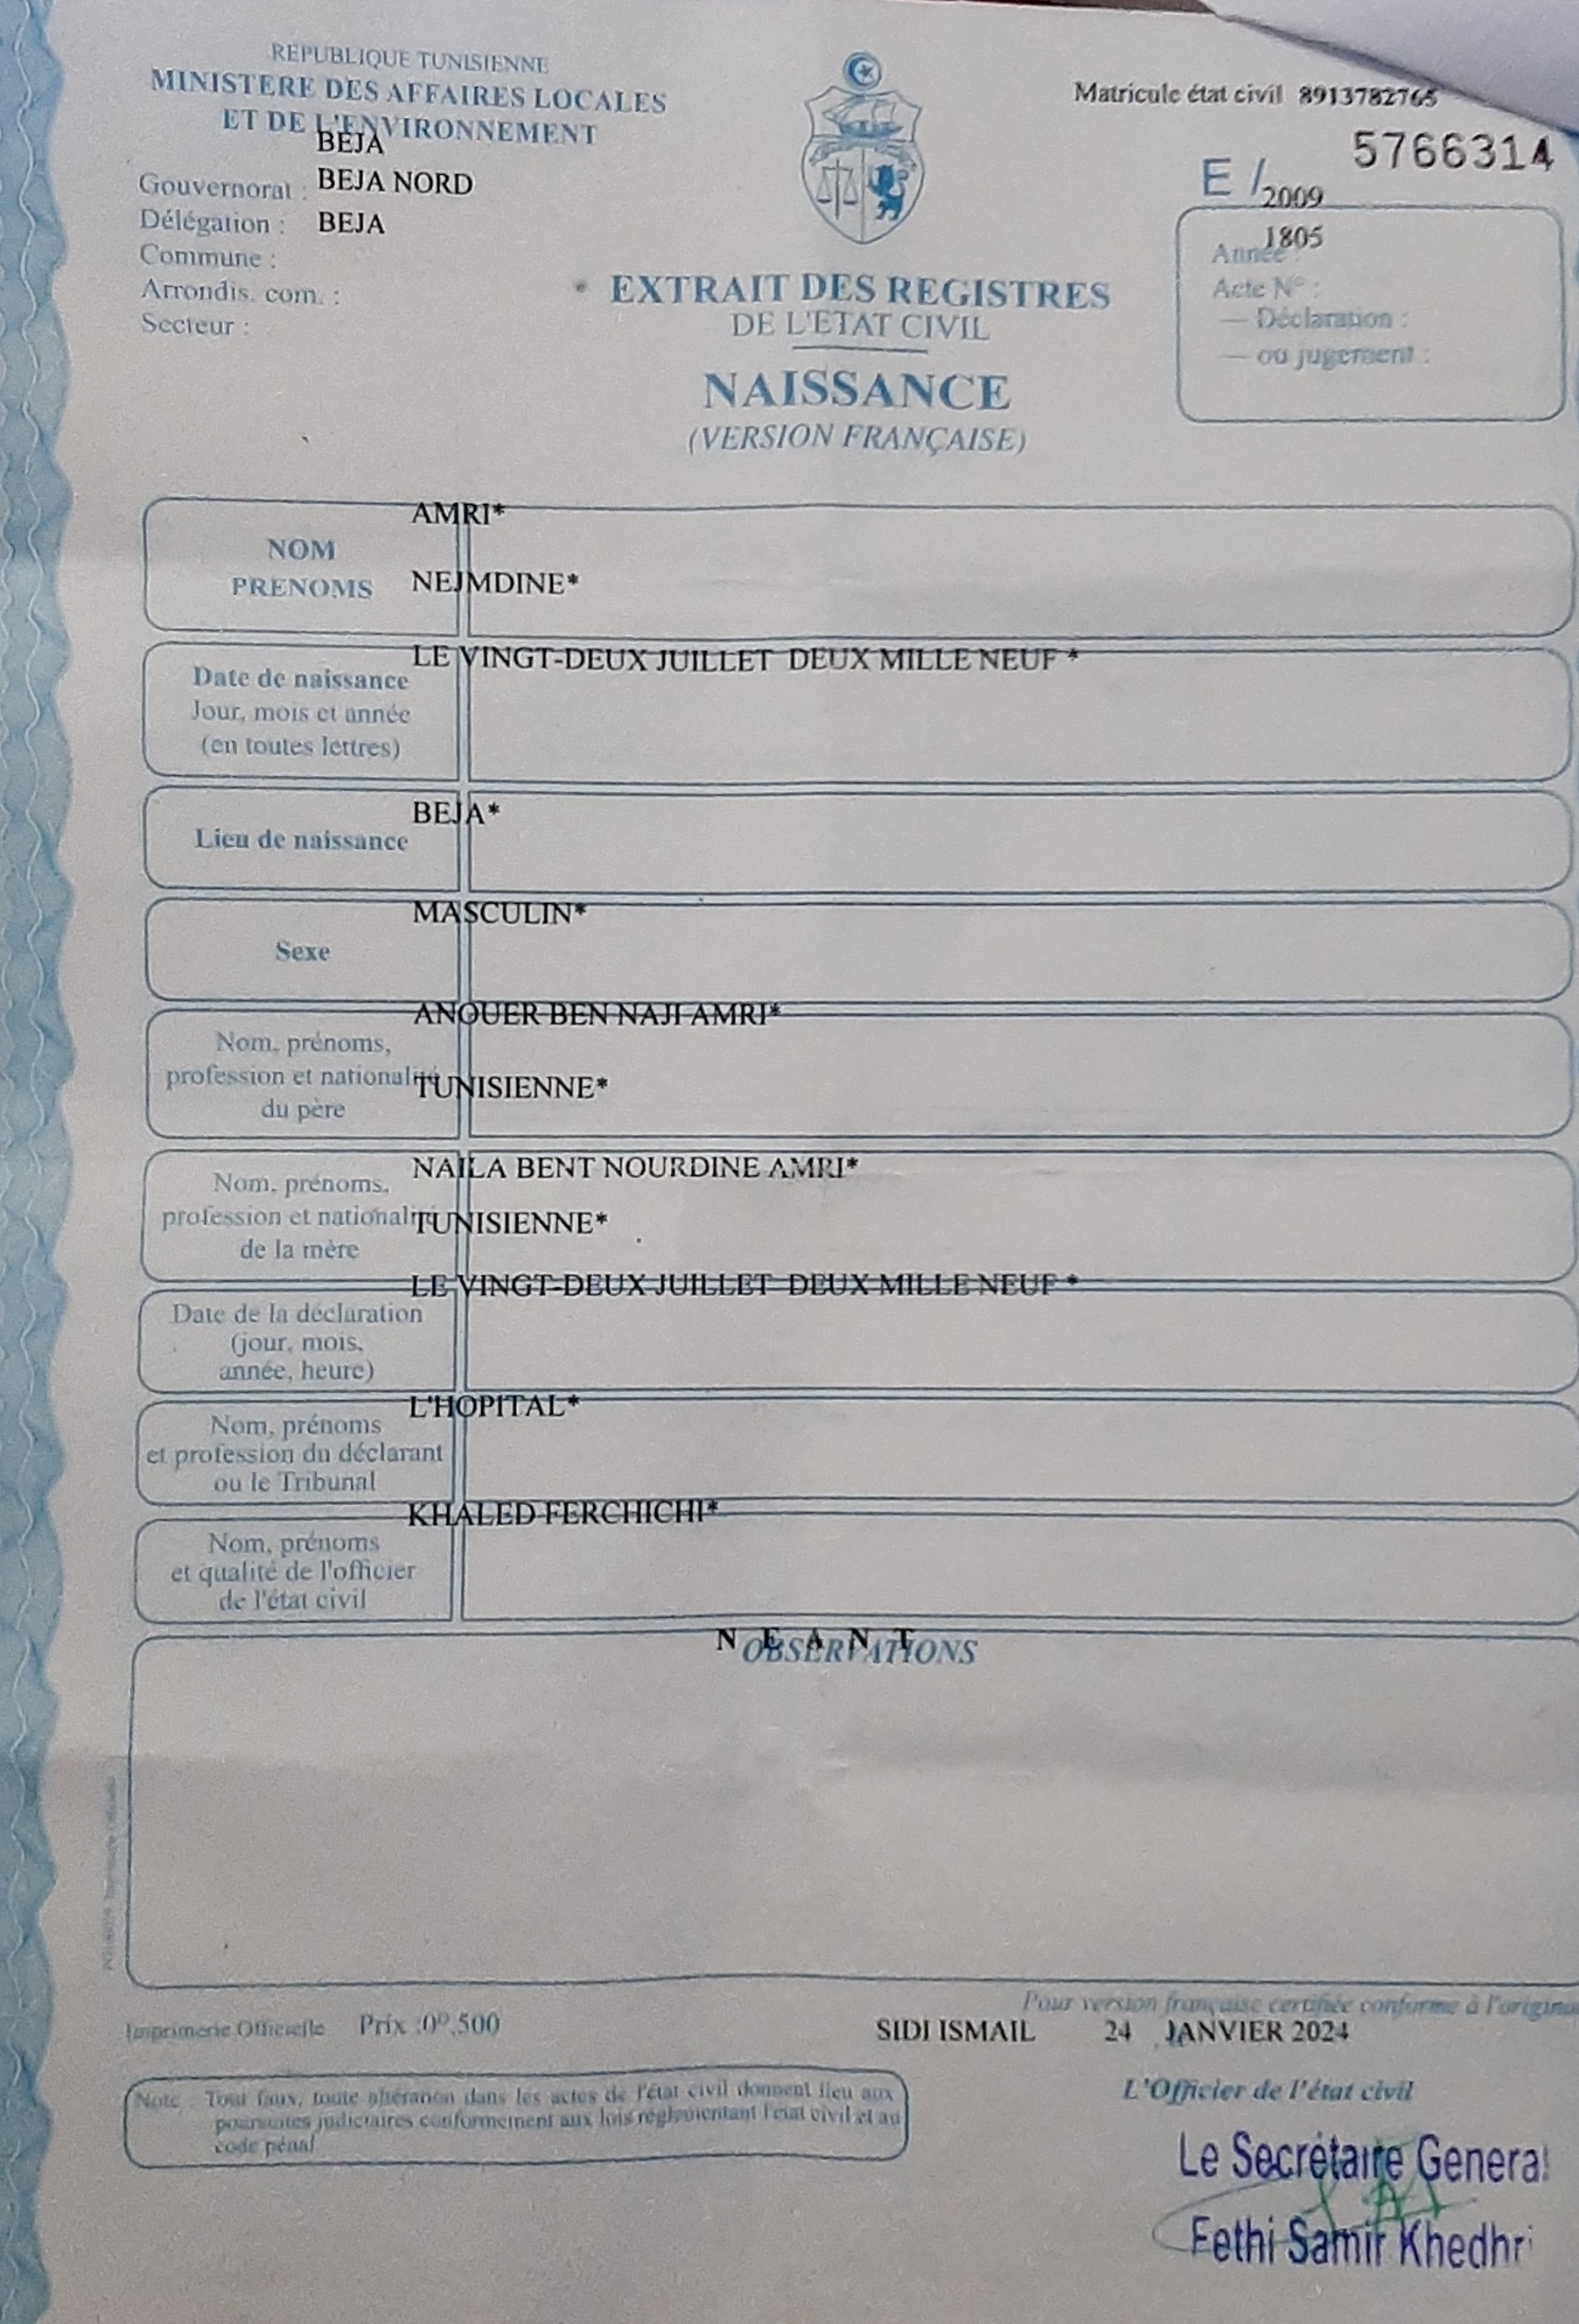 REPUBLIQUE TUNISIENNE
MINISTERE DES AFFAIRES LOCALES
ET DE L'ENVIRONNEMENT
BEJA
Gouvernorat : BEJA NORD
Délégation : BEJA
Commune :
Arrondis. com. :
Secteur :
Matricule état civil 8913782765
5766314
E /
2009
1805
Année :
Acte N° :
— Déclaration :
— ou jugement :
EXTRAIT DES REGISTRES
DE L'ETAT CIVIL
NAISSANCE
(VERSION FRANÇAISE)
AMRI*
NOM
PRENOMS
NEJMDINE*
LE VINGT-DEUX JUILLET DEUX MILLE NEUF *
Date de naissance
Jour, mois et année
(en toutes lettres)
BEJA*
Lieu de naissance
MASCULIN*
Sexe
ANOUER BEN NAJI AMRI*
Nom, prénoms,
profession et nationalité
du père
TUNISIENNE*
NAILA BENT NOURDINE AMRI*
Nom, prénoms,
profession et nationalité
de la mère
TUNISIENNE*
LE VINGT-DEUX JUILLET DEUX MILLE NEUF *
Date de la déclaration
(jour, mois,
année, heure)
L'HOPITAL*
Nom, prénoms
et profession du déclarant
ou le Tribunal
KHALED FERCHICHI*
Nom, prénoms
et qualité de l'officier
de l'état civil
N E A N T
OBSERVATIONS
Pour version française certifiée conforme à l'origina
Imprimerie Officielle Prix :0ᴰ,500
SIDI ISMAIL 24 JANVIER 2024
Note : Tout faux, toute altération dans les actes de l'état civil donnent lieu aux
poursuites judiciaires conformement aux lois réglementant l'état civil et au
code pénal
L'Officier de l'état civil
Le Secrétaire General
Fethi Samir Khedhri